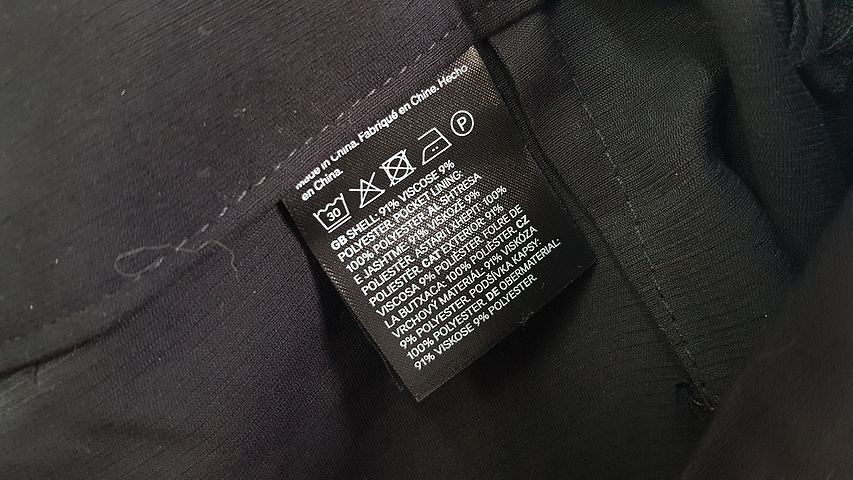 Made in China. Fabriqué en Chine. Hecho
en China.
30 P
GB SHELL: 91% VISCOSE 9%
POLYESTER. POCKET LINING:
100% POLYESTER. AL SHTRESA
E JASHTME: 91% VISKOZË 9%
POLIESTER. ASTARI XHEPIT: 100%
POLIESTËR. CAT EXTERIOR: 91%
VISCOSA 9% POLIÈSTER FOLRE DE
LA BUTXACA: 100% POLIÈSTER. CZ
VRCHOVÝ MATERIÁL: 91% VISKÓZA
9% POLYESTER. PODŠÍVKA KAPSY:
100% POLYESTER. DE OBERMATERIAL:
91% VISKOSE 9% POLYESTER